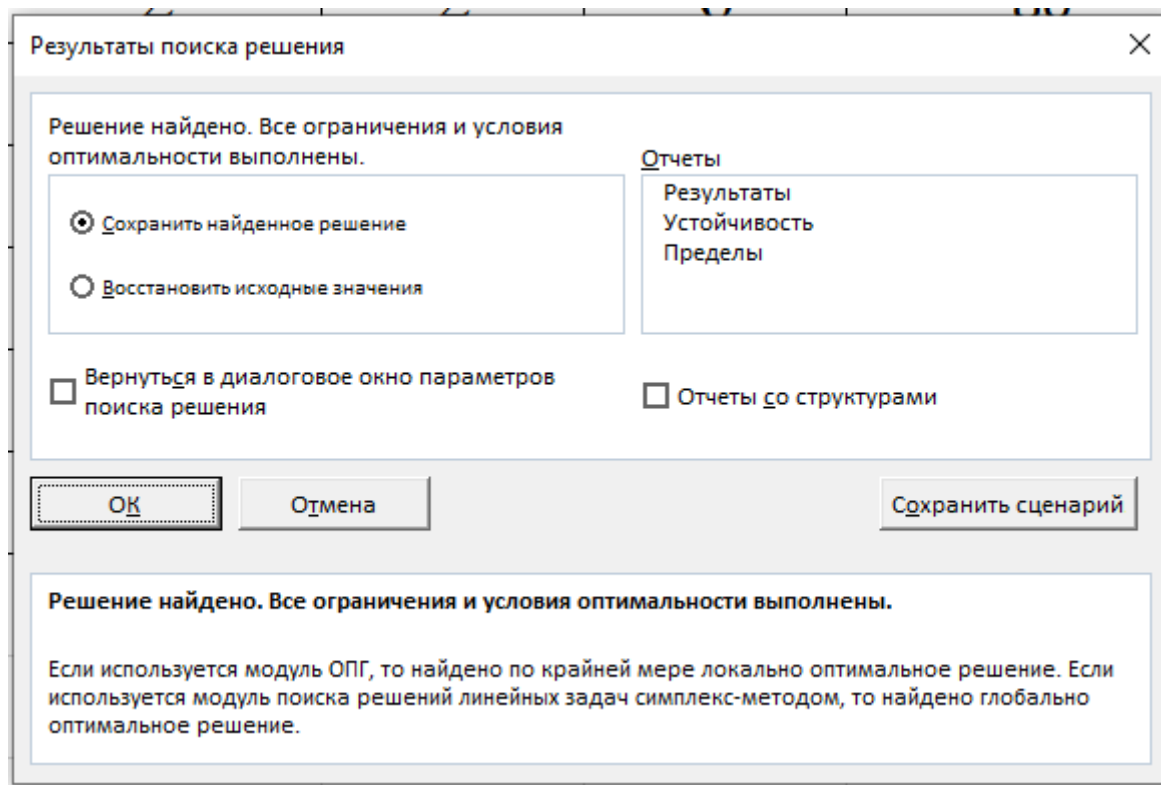 Результаты поиска решения
Решение найдено. Все ограничения и условия
оптимальности выполнены.
Отчеты
Результаты
Устойчивость
Пределы
Сохранить найденное решение
Восстановить исходные значения
Вернуться в диалоговое окно параметров
поиска решения
Отчеты со структурами
ОК
Отмена
Сохранить сценарий
Решение найдено. Все ограничения и условия оптимальности выполнены.
Если используется модуль ОПГ, то найдено по крайней мере локально оптимальное решение. Если
используется модуль поиска решений линейных задач симплекс-методом, то найдено глобально
оптимальное решение.